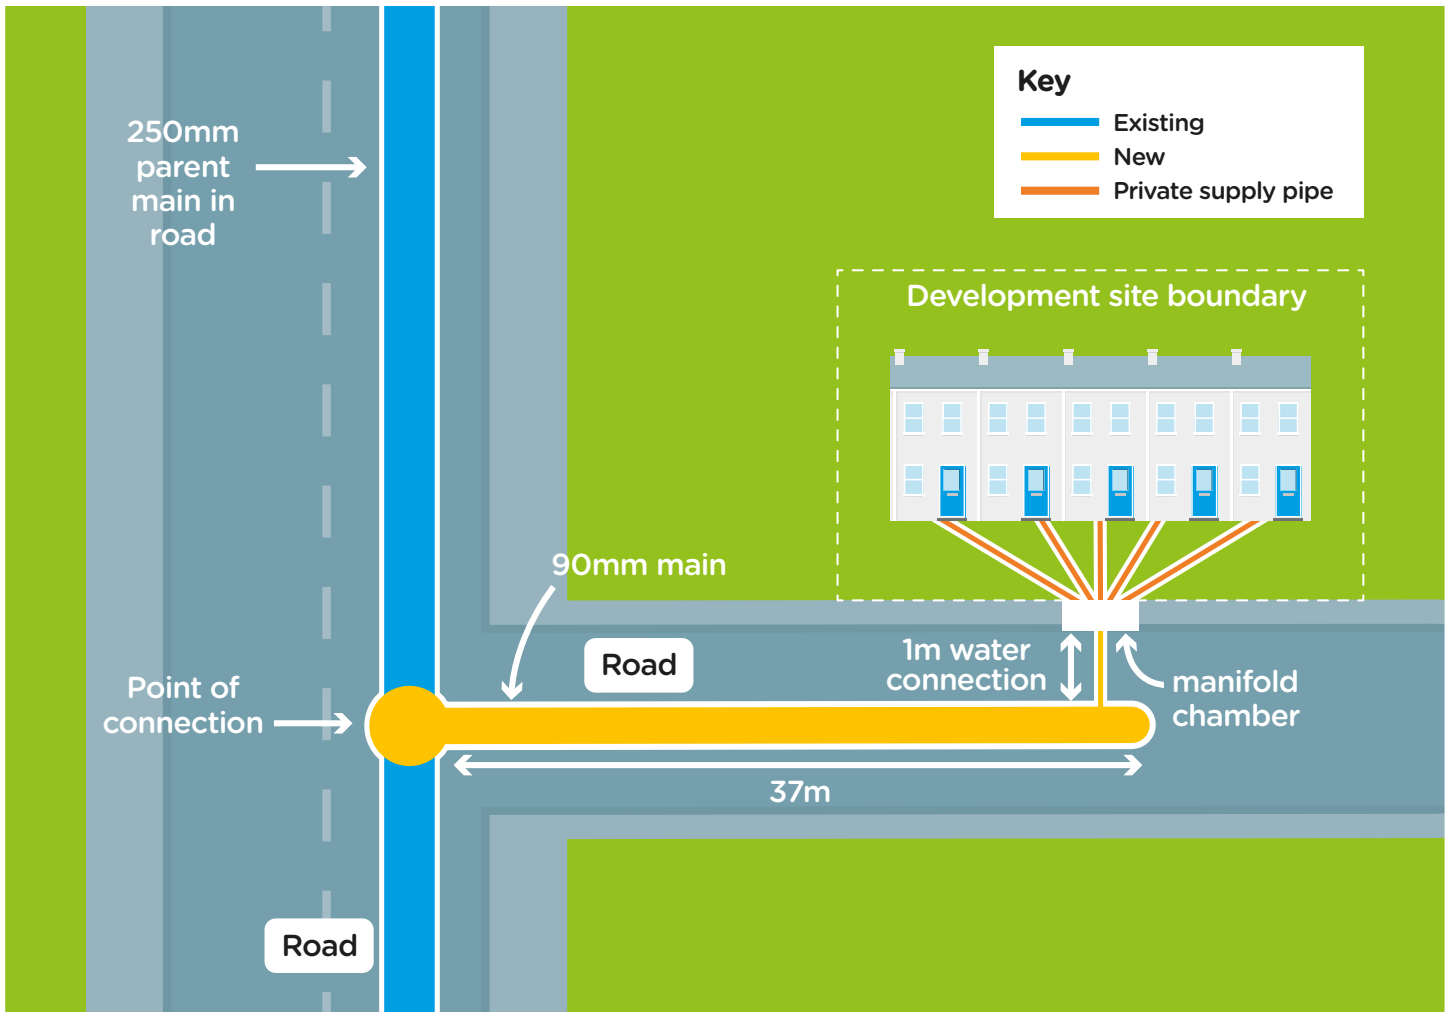 250mm
parent
main in
road
Key
Existing
New
Private supply pipe
Development site boundary
90mm main
Road
1m water
connection
manifold
chamber
Point of
connection
37m
Road